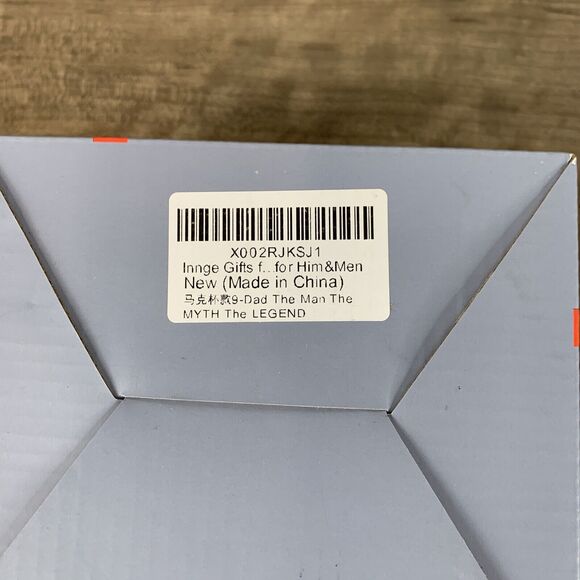 X002RJKSJ1
Innge Gifts f...for Him&Men
New (Made in China)
马克杯敦9-Dad The Man The
MYTH The LEGEND